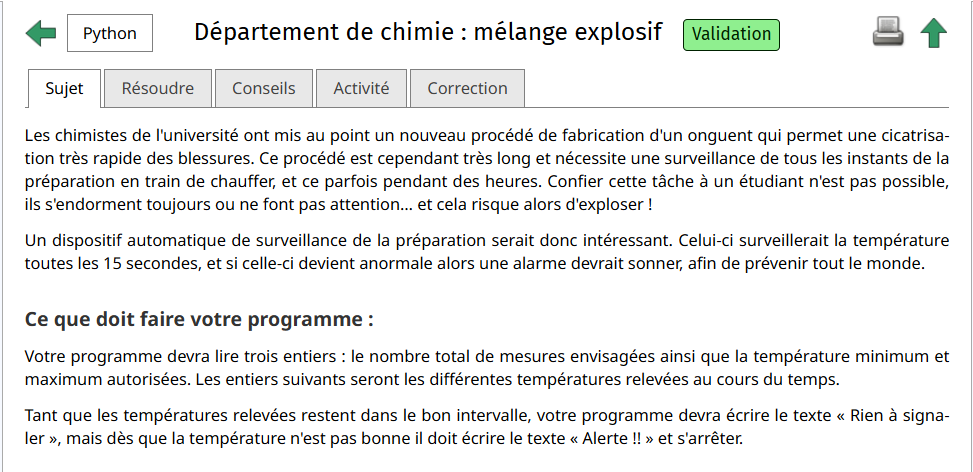 Python
Département de chimie : mélange explosif
Validation
Sujet
Résoudre
Conseils
Activité
Correction
Les chimistes de l'université ont mis au point un nouveau procédé de fabrication d'un onguent qui permet une cicatrisa-
tion très rapide des blessures. Ce procédé est cependant très long et nécessite une surveillance de tous les instants de la
préparation en train de chauffer, et ce parfois pendant des heures. Confier cette tâche à un étudiant n'est pas possible,
ils s'endorment toujours ou ne font pas attention... et cela risque alors d'exploser !
Un dispositif automatique de surveillance de la préparation serait donc intéressant. Celui-ci surveillerait la température
toutes les 15 secondes, et si celle-ci devient anormale alors une alarme devrait sonner, afin de prévenir tout le monde.
Ce que doit faire votre programme :
Votre programme devra lire trois entiers : le nombre total de mesures envisagées ainsi que la température minimum et
maximum autorisées. Les entiers suivants seront les différentes températures relevées au cours du temps.
Tant que les températures relevées restent dans le bon intervalle, votre programme devra écrire le texte « Rien à signa-
ler », mais dès que la température n'est pas bonne il doit écrire le texte « Alerte !! » et s'arrêter.